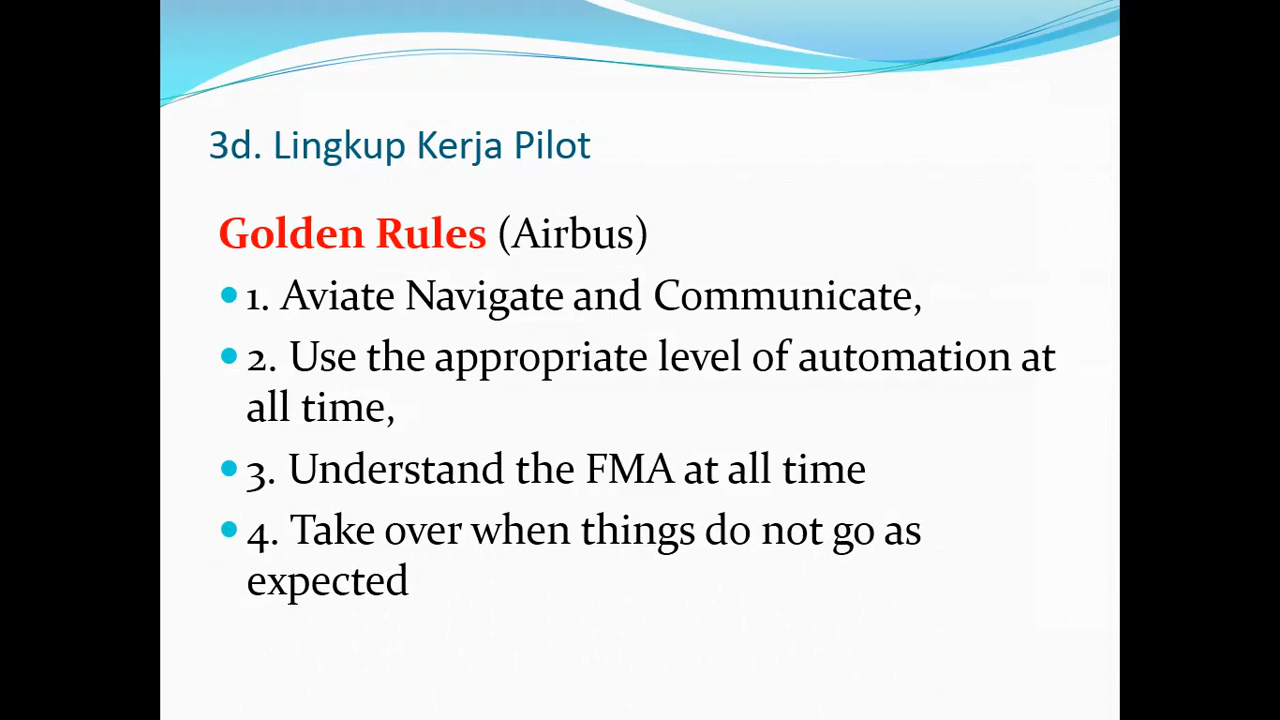 3d. Lingkup Kerja Pilot
Golden Rules (Airbus)
• 1. Aviate Navigate and Communicate,
• 2. Use the appropriate level of automation at
all time,
• 3. Understand the FMA at all time
• 4. Take over when things do not go as
expected